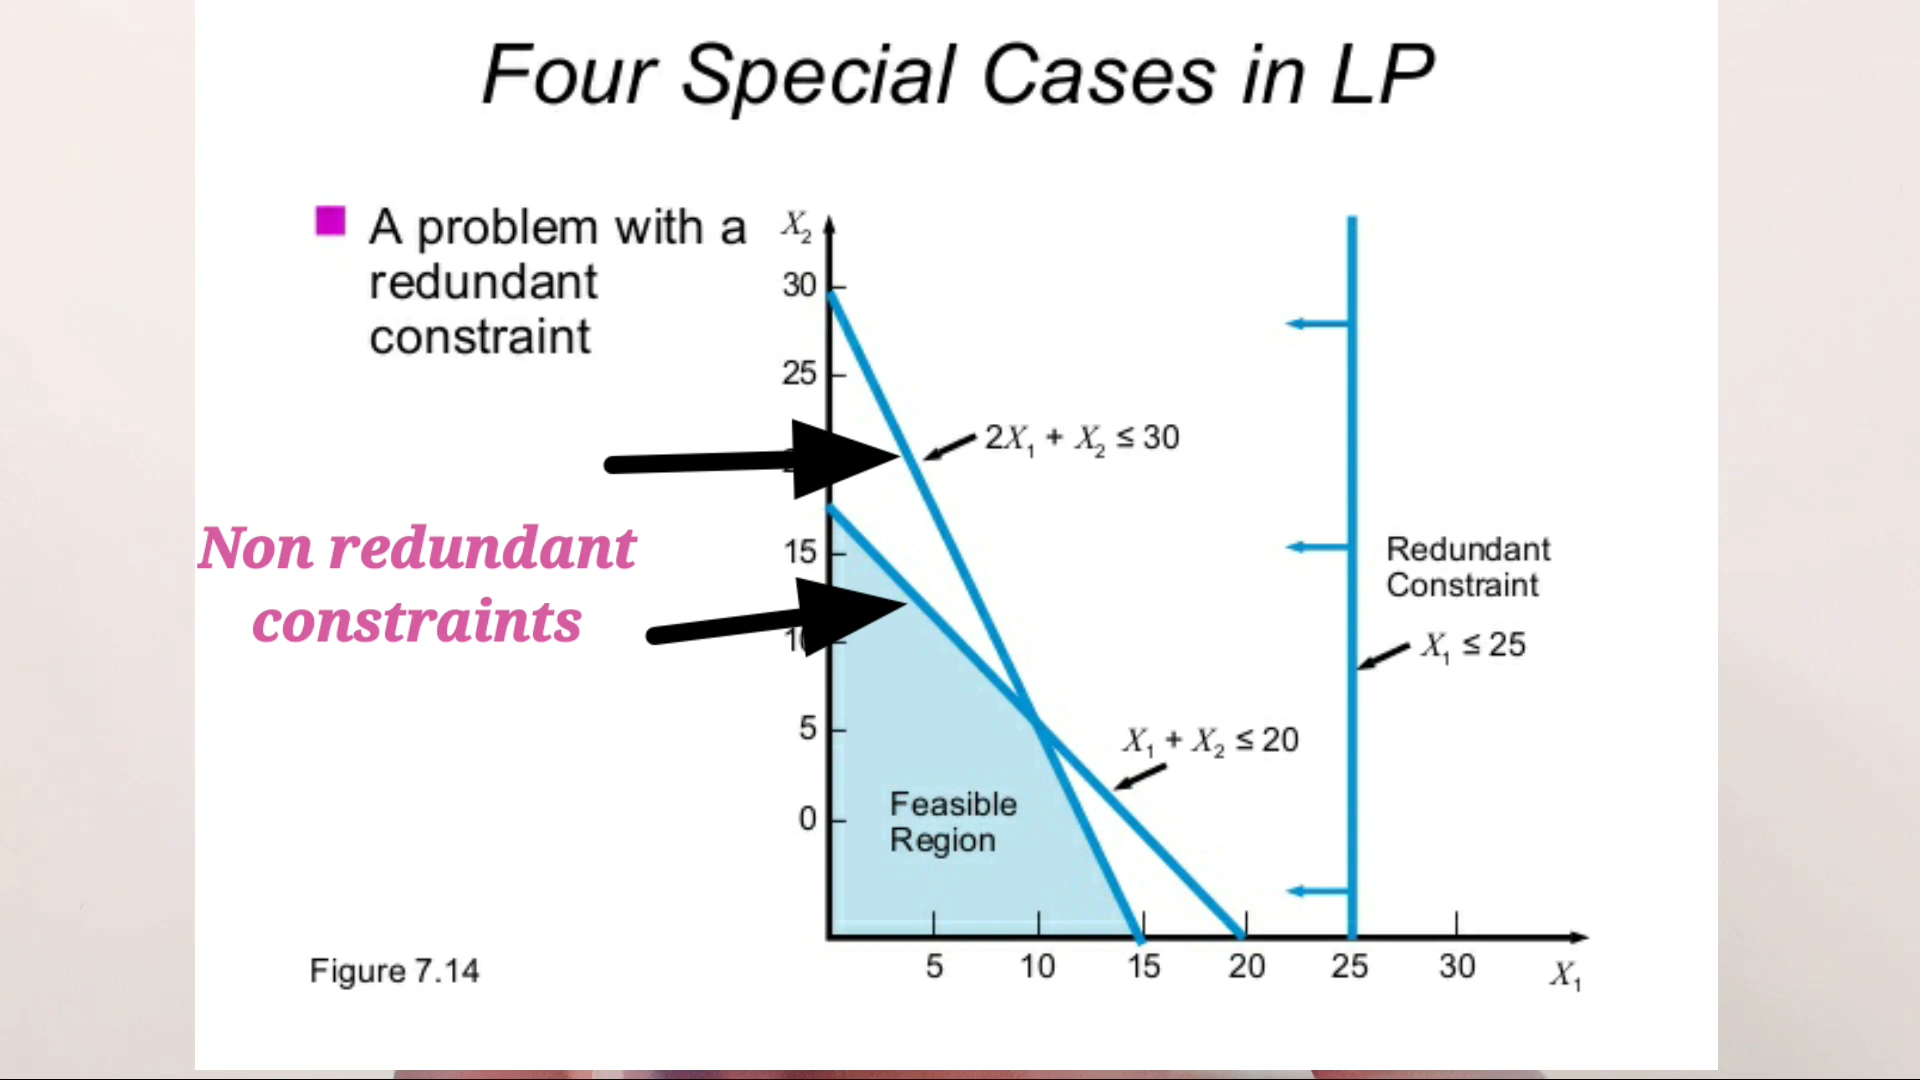 Four Special Cases in LP
A problem with a
redundant
constraint
X₂
30
25
15
5
0
2X₁ + X₂ ≤ 30
Non redundant
constraints
Redundant
Constraint
X₁ ≤ 25
X₁ + X₂ ≤ 20
Feasible
Region
5 10 15 20 25 30
X₁
Figure 7.14